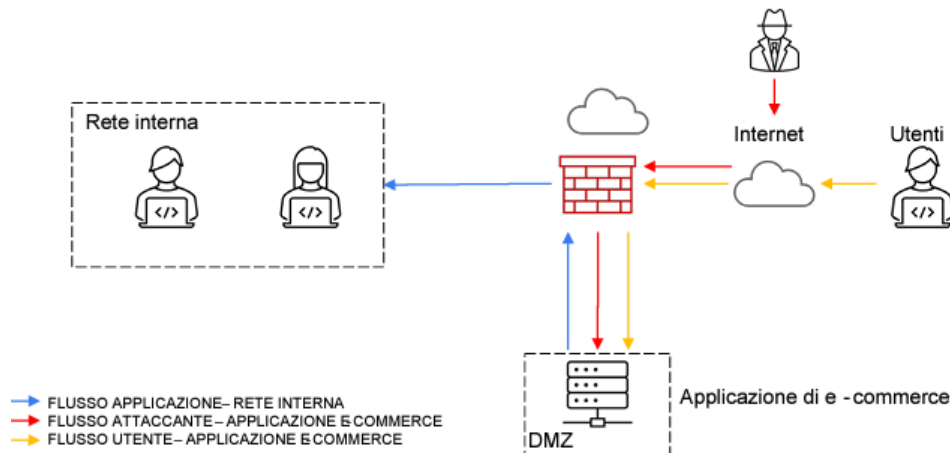 Rete interna
Internet
Utenti
</>
</>
</>
Applicazione di e - commerce
DMZ
FLUSSO APPLICAZIONE– RETE INTERNA
FLUSSO ATTACCANTE – APPLICAZIONE E-COMMERCE
FLUSSO UTENTE– APPLICAZIONE E-COMMERCE